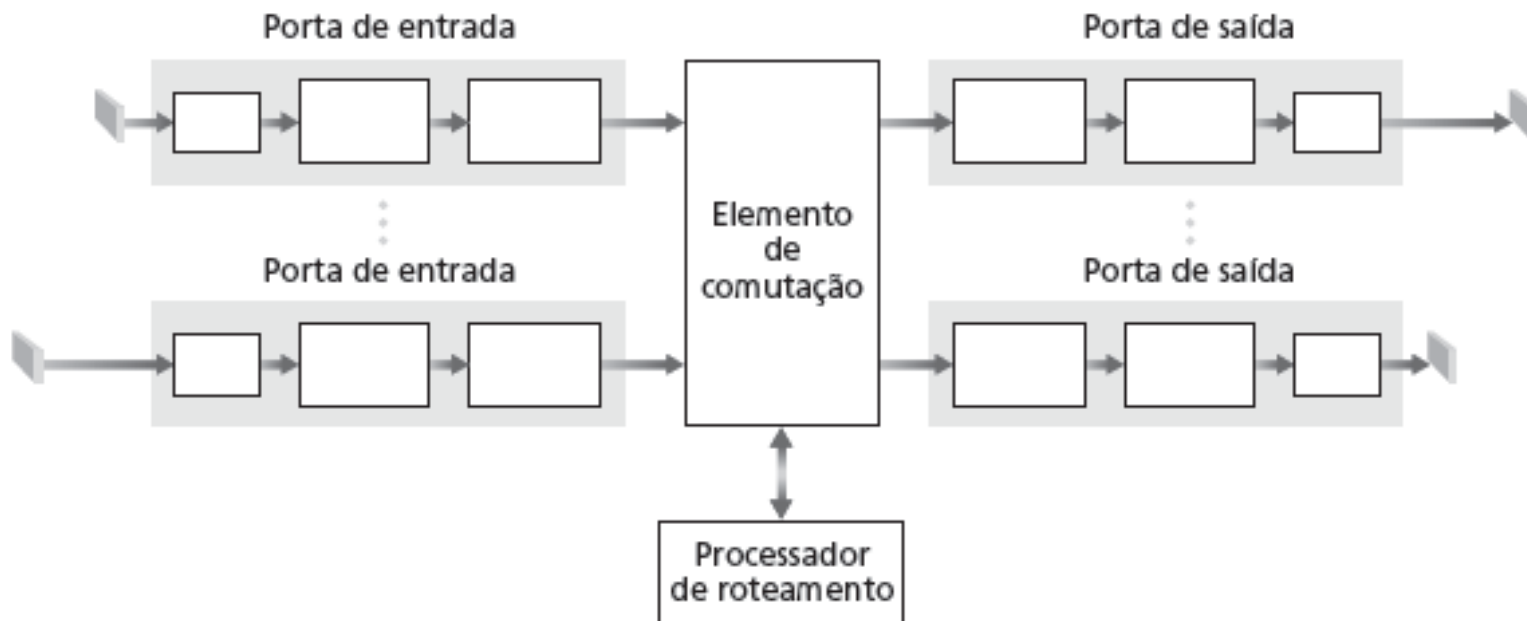 Porta de entrada
Porta de saída
Elemento
de
comutação
Porta de entrada
Porta de saída
Processador
de roteamento